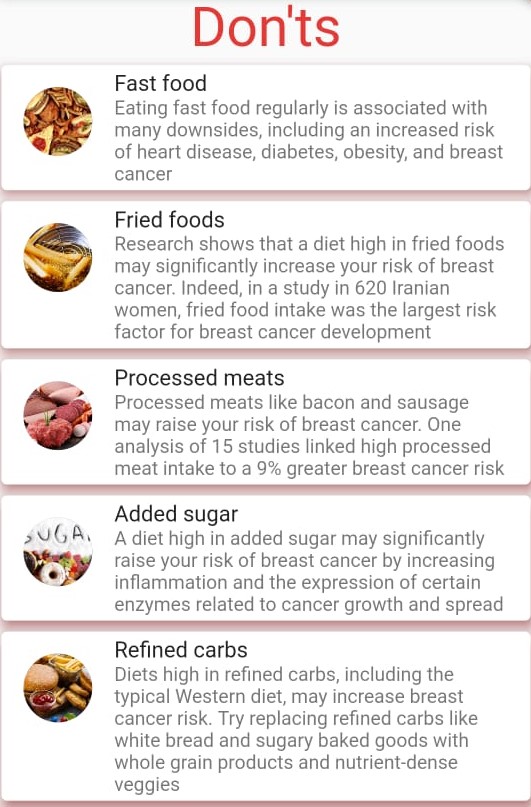 Don'ts
Fast food
Eating fast food regularly is associated with
many downsides, including an increased risk
of heart disease, diabetes, obesity, and breast
cancer
Fried foods
Research shows that a diet high in fried foods
may significantly increase your risk of breast
cancer. Indeed, in a study in 620 Iranian
women, fried food intake was the largest risk
factor for breast cancer development
Processed meats
Processed meats like bacon and sausage
may raise your risk of breast cancer. One
analysis of 15 studies linked high processed
meat intake to a 9% greater breast cancer risk
SUGA
Added sugar
A diet high in added sugar may significantly
raise your risk of breast cancer by increasing
inflammation and the expression of certain
enzymes related to cancer growth and spread
Refined carbs
Diets high in refined carbs, including the
typical Western diet, may increase breast
cancer risk. Try replacing refined carbs like
white bread and sugary baked goods with
whole grain products and nutrient-dense
veggies